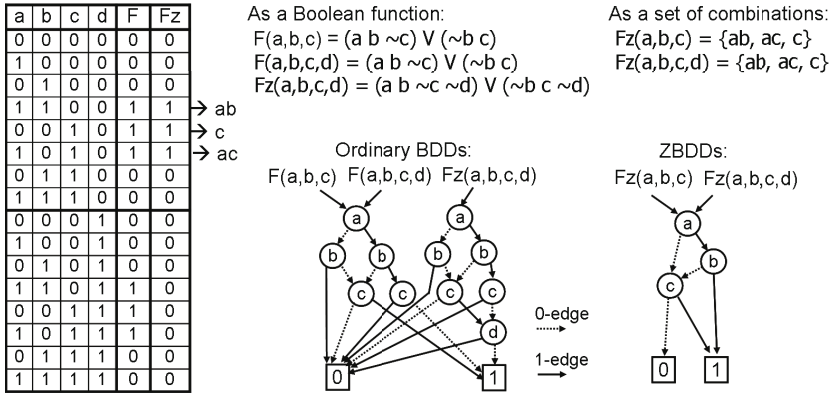 a b c d F Fz
0 0 0 0 0 0
1 0 0 0 0 0
0 1 0 0 0 0
1 1 0 0 1 1 → ab
0 0 1 0 1 1 → c
1 0 1 0 1 1 → ac
0 1 1 0 0 0
1 1 1 0 0 0
0 0 0 1 0 0
1 0 0 1 0 0
0 1 0 1 0 0
1 1 0 1 1 0
0 0 1 1 1 0
1 0 1 1 1 0
0 1 1 1 0 0
1 1 1 1 0 0
As a Boolean function:
F(a,b,c) = (a b ~c) V (~b c)
F(a,b,c,d) = (a b ~c) V (~b c)
Fz(a,b,c,d) = (a b ~c ~d) V (~b c ~d)
As a set of combinations:
Fz(a,b,c) = {ab, ac, c}
Fz(a,b,c,d) = {ab, ac, c}
Ordinary BDDs:
F(a,b,c) F(a,b,c,d) Fz(a,b,c,d)
a a
b b b b
c c c c
d
0 1
0-edge
1-edge
ZBDDs:
Fz(a,b,c) Fz(a,b,c,d)
a
b
c
0 1